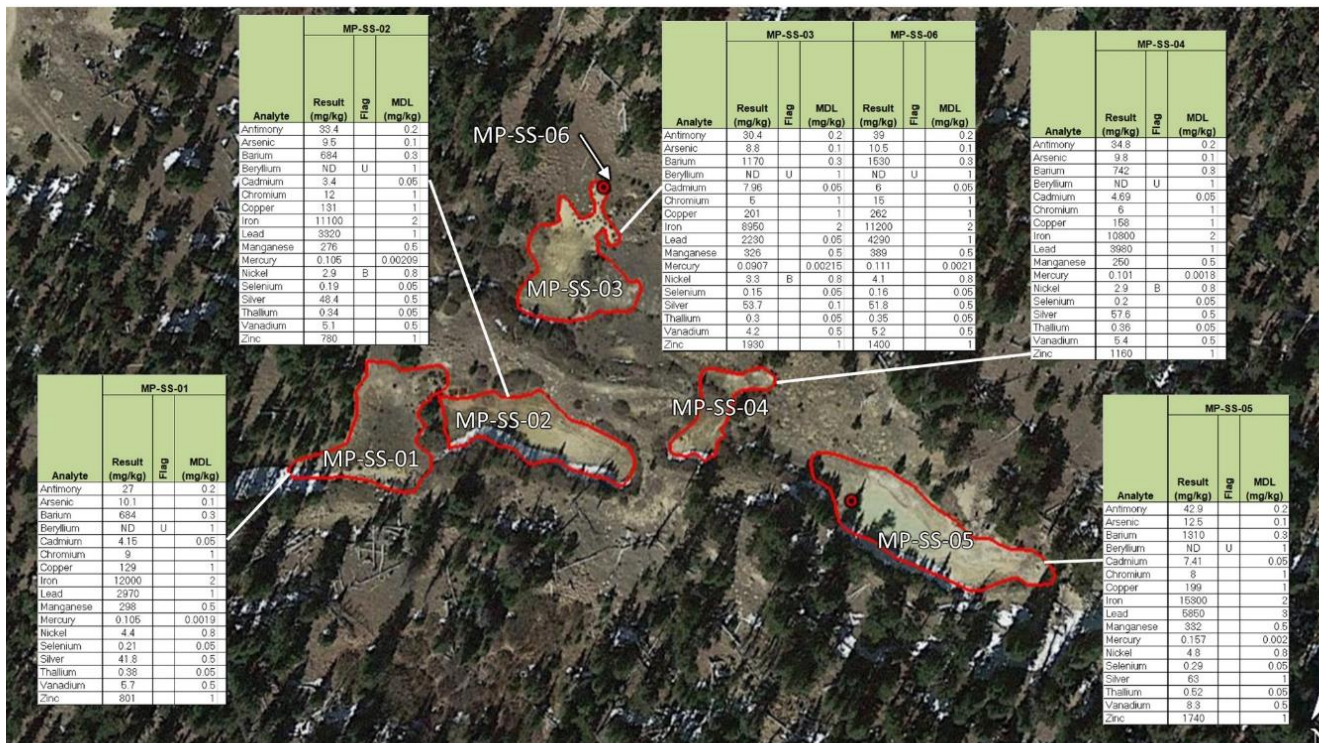 MP-SS-02
Analyte Result (mg/kg) Flag MDL (mg/kg)
Antimony 33.4 0.2
Arsenic 9.5 0.1
Barium 684 0.3
Beryllium ND U 1
Cadmium 3.4 0.05
Chromium 12 1
Copper 131 1
Iron 11100 2
Lead 3320 1
Manganese 276 0.5
Mercury 0.105 0.00209
Nickel 2.9 B 0.8
Selenium 0.19 0.05
Silver 48.4 0.5
Thallium 0.34 0.05
Vanadium 5.1 0.5
Zinc 780 1
MP-SS-03 MP-SS-06
Analyte Result (mg/kg) Flag MDL (mg/kg) Result (mg/kg) Flag MDL (mg/kg)
Antimony 30.4 0.2 39 0.2
Arsenic 8.8 0.1 10.5 0.1
Barium 1170 0.3 1530 0.3
Beryllium ND U 1 ND U 1
Cadmium 7.96 0.05 6 0.05
Chromium 5 1 15 1
Copper 201 1 262 1
Iron 8950 2 11200 2
Lead 2230 0.05 4290 1
Manganese 326 0.5 389 0.5
Mercury 0.0907 0.00215 0.111 0.0021
Nickel 3.3 B 0.8 4.1 0.8
Selenium 0.15 0.05 0.16 0.05
Silver 53.7 0.1 51.8 0.5
Thallium 0.3 0.05 0.35 0.05
Vanadium 4.2 0.5 5.2 0.5
Zinc 1930 1 1400 1
MP-SS-04
Analyte Result (mg/kg) Flag MDL (mg/kg)
Antimony 34.8 0.2
Arsenic 9.8 0.1
Barium 742 0.3
Beryllium ND U 1
Cadmium 4.69 0.05
Chromium 6 1
Copper 158 1
Iron 10800 2
Lead 3980 1
Manganese 250 0.5
Mercury 0.101 0.0018
Nickel 2.9 B 0.8
Selenium 0.2 0.05
Silver 57.6 0.5
Thallium 0.36 0.05
Vanadium 5.4 0.5
Zinc 1160 1
MP-SS-06
MP-SS-03
MP-SS-04
MP-SS-02
MP-SS-01
MP-SS-05
MP-SS-01
Analyte Result (mg/kg) Flag MDL (mg/kg)
Antimony 27 0.2
Arsenic 10.1 0.1
Barium 684 0.3
Beryllium ND U 1
Cadmium 4.15 0.05
Chromium 9 1
Copper 129 1
Iron 12000 2
Lead 2970 1
Manganese 298 0.5
Mercury 0.105 0.0019
Nickel 4.4 0.8
Selenium 0.21 0.05
Silver 41.8 0.5
Thallium 0.38 0.05
Vanadium 5.7 0.5
Zinc 801 1
MP-SS-05
Analyte Result (mg/kg) Flag MDL (mg/kg)
Antimony 42.9 0.2
Arsenic 12.5 0.1
Barium 1310 0.3
Beryllium ND U 1
Cadmium 7.41 0.05
Chromium 8 1
Copper 199 1
Iron 15300 2
Lead 5850 3
Manganese 332 0.5
Mercury 0.157 0.002
Nickel 4.8 0.8
Selenium 0.29 0.05
Silver 63 1
Thallium 0.52 0.05
Vanadium 8.3 0.5
Zinc 1740 1